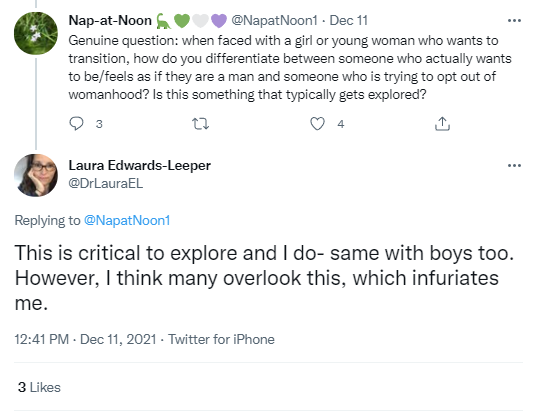 Nap-at-Noon 🦕💚🤍💜 @NapatNoon1 · Dec 11
Genuine question: when faced with a girl or young woman who wants to
transition, how do you differentiate between someone who actually wants
to be/feels as if they are a man and someone who is trying to opt out of
womanhood? Is this something that typically gets explored?
3 4
Laura Edwards-Leeper
@DrLauraEL
Replying to @NapatNoon1
This is critical to explore and I do- same with boys too.
However, I think many overlook this, which infuriates
me.
12:41 PM · Dec 11, 2021 · Twitter for iPhone
3 Likes